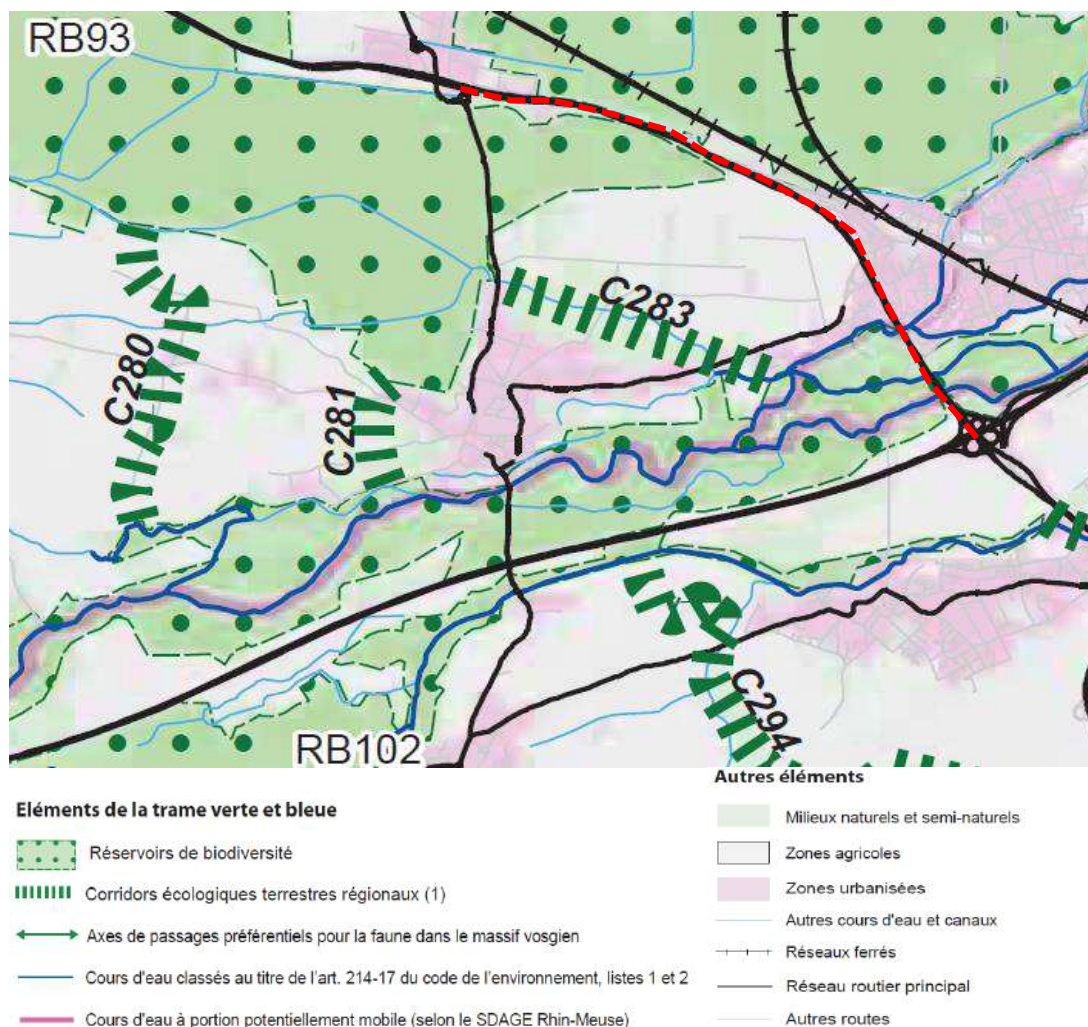 RB93
C283
C280
C281
C294
RB102
Eléments de la trame verte et bleue
Réservoirs de biodiversité
Corridors écologiques terrestres régionaux (1)
Axes de passages préférentiels pour la faune dans le massif vosgien
Cours d'eau classés au titre de l'art. 214-17 du code de l'environnement, listes 1 et 2
Cours d'eau à portion potentiellement mobile (selon le SDAGE Rhin-Meuse)
Autres éléments
Milieux naturels et semi-naturels
Zones agricoles
Zones urbanisées
Autres cours d'eau et canaux
Réseaux ferrés
Réseau routier principal
Autres routes